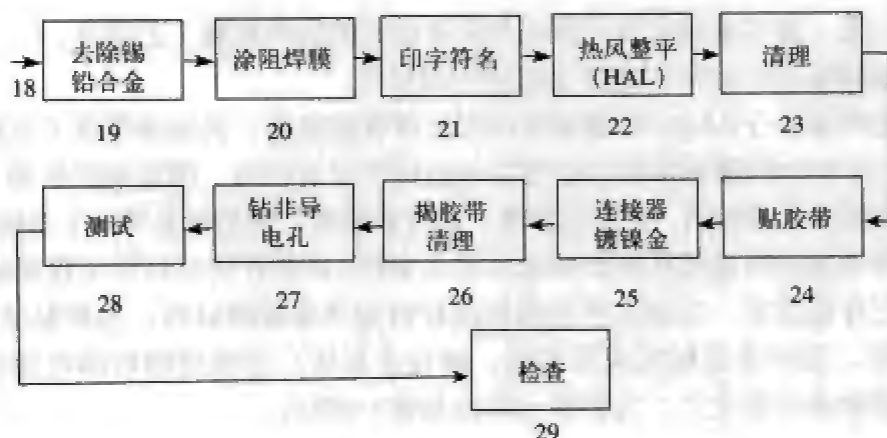 18
去除锡
铅合金
19
涂阻焊膜
20
印字符名
21
热风整平
(HAL)
22
清理
23
贴胶带
24
连接器
镀镍金
25
揭胶带
清理
26
钻非导
电孔
27
测试
28
检查
29